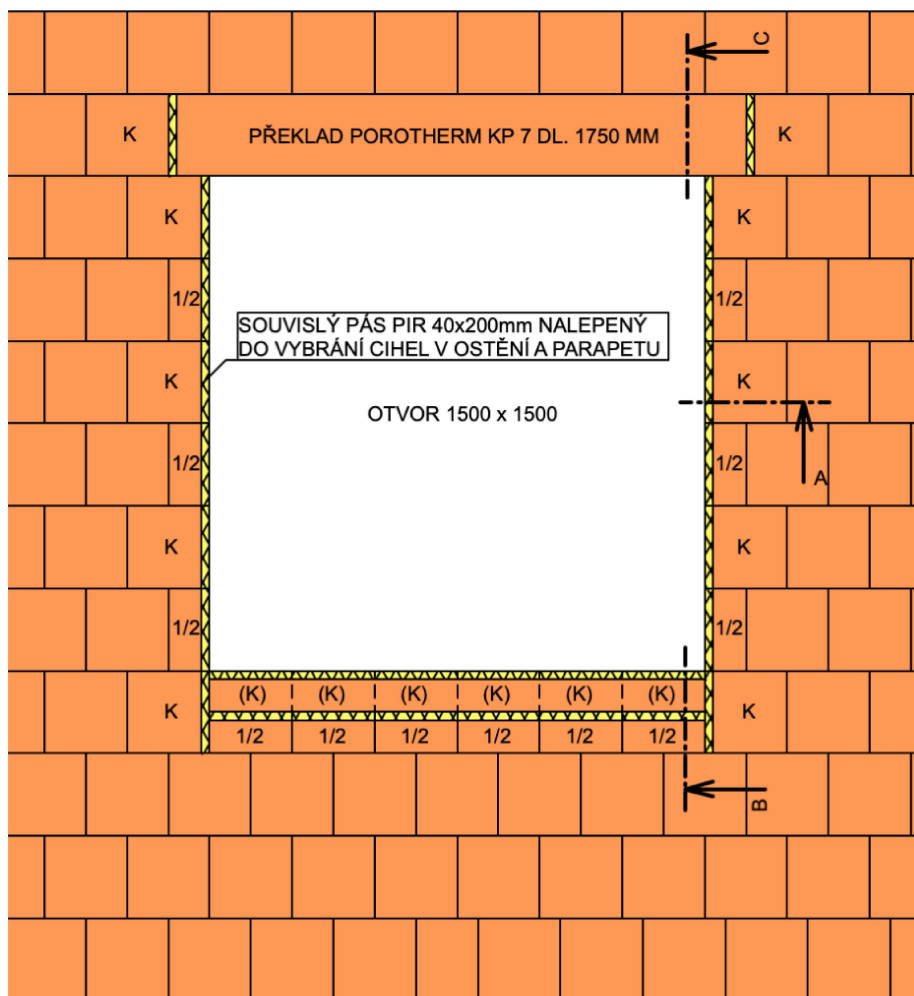 C
K PŘEKLAD POROTHERM KP 7 DL. 1750 MM K
K K
1/2 1/2
SOUVISLÝ PÁS PIR 40x200mm NALEPENÝ
DO VYBRÁNÍ CIHEL V OSTĚNÍ A PARAPETU
K K
OTVOR 1500 x 1500
1/2 1/2
A
K K
1/2 1/2
(K) (K) (K) (K) (K) (K)
K K
1/2 1/2 1/2 1/2 1/2 1/2
B